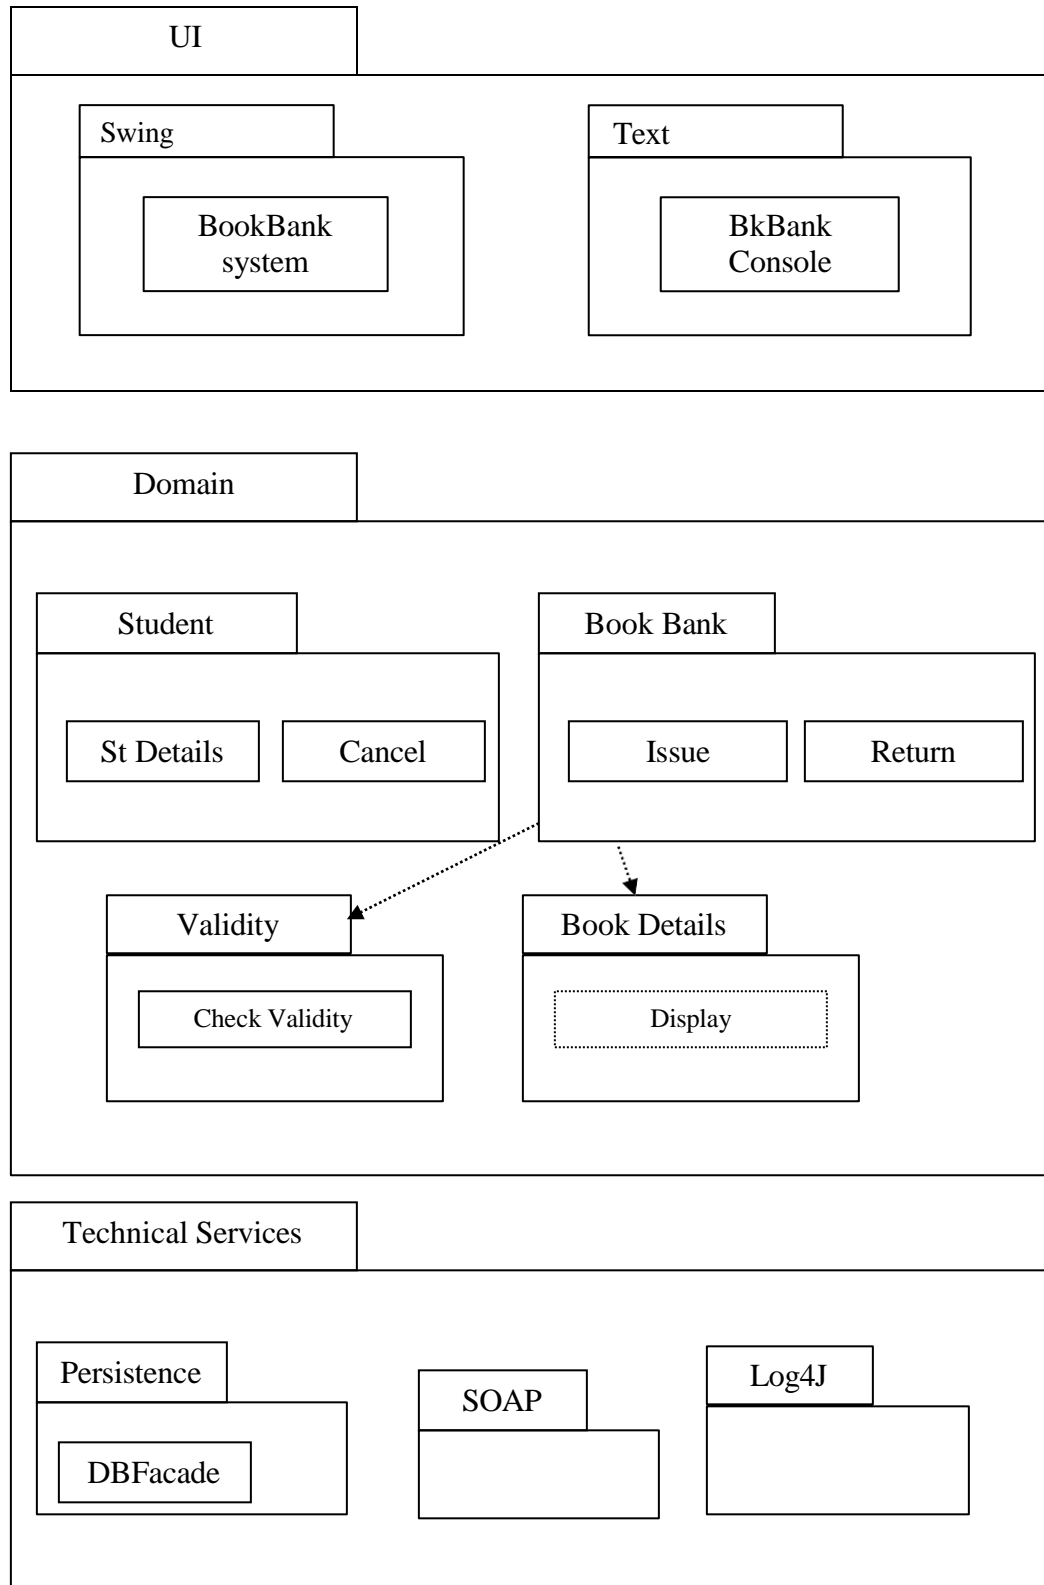 UI
Swing
Text
BookBank
system
BkBank
Console
Domain
Student
Book Bank
St Details
Cancel
Issue
Return
Validity
Book Details
Check Validity
Display
Technical Services
Persistence
SOAP
Log4J
DBFacade